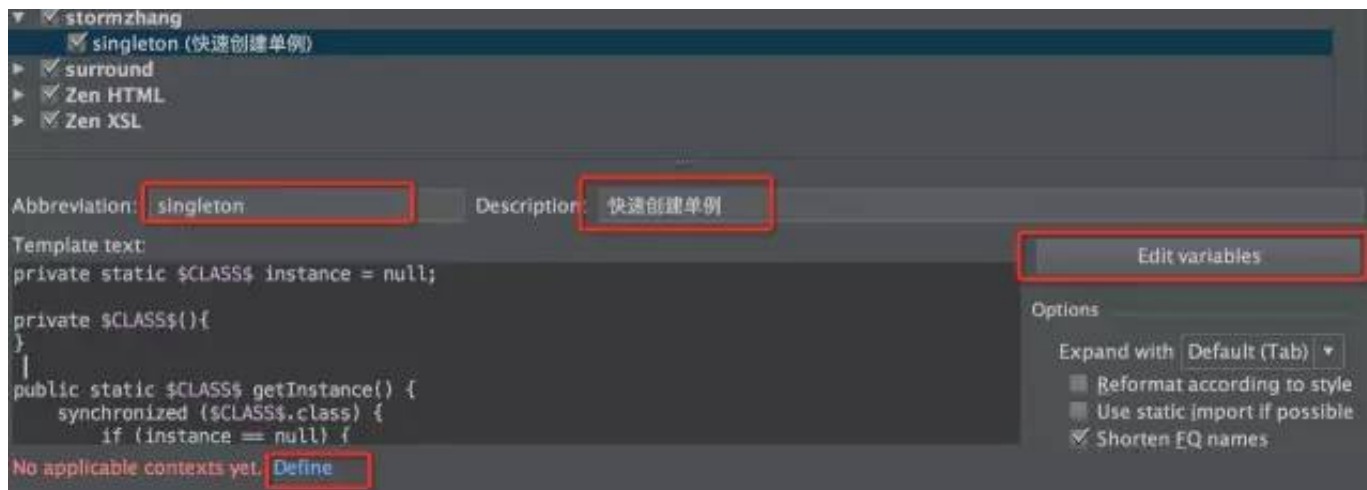 stormzhang
singleton (快速创建单例)
surround
Zen HTML
Zen XSL
Abbreviation: singleton Description: 快速创建单例
Template text:
Edit variables
private static $CLASS$ instance = null;
private $CLASS$(){
}
public static $CLASS$ getInstance() {
synchronized ($CLASS$.class) {
if (instance == null) {
Options
Expand with Default (Tab)
Reformat according to style
Use static import if possible
Shorten FQ names
No applicable contexts yet. Define